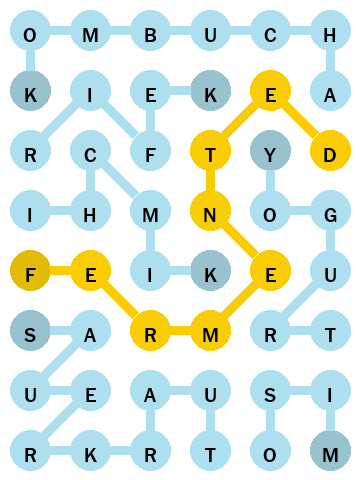 O M B U C H
K I E K E A
R C F T Y D
I H M N O G
F E I K E U
S A R M R T
U E A U S I
R K R T O M